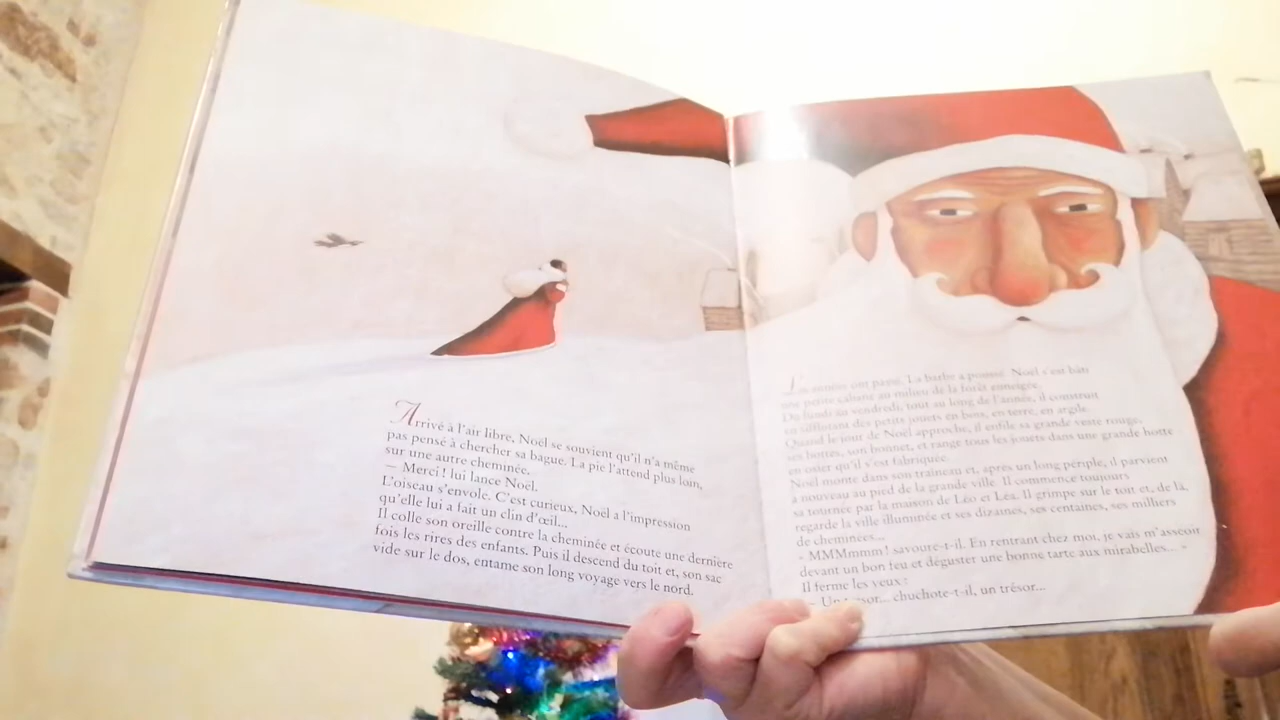 Arrivé à l'air libre, Noël se souvient qu'il n'a même
pas pensé à chercher sa bague. La pie l'attend plus loin,
sur une autre cheminée.
– Merci ! lui lance Noël.
L'oiseau s'envole. C'est curieux, Noël a l'impression
qu'elle lui a fait un clin d'œil...
Il colle son oreille contre la cheminée et écoute une dernière
fois les rires des enfants. Puis il descend du toit et, son sac
vide sur le dos, entame son long voyage vers le nord.
ont passé. La barbe a poussé. Noël s'est bâti
une petite cabane au milieu de la forêt enneigée.
Du lundi au vendredi, tout au long de l'année, il construit
en sifflotant des petits jouets en bois, en terre, en argile.
Quand le jour de Noël approche, il enfile sa grande veste rouge,
ses bottes, son bonnet, et range tous les jouets dans une grande hotte
en osier qu'il s'est fabriquée.
Noël monte dans son traîneau et, après un long périple, il parvient
à nouveau au pied de la grande ville. Il commence toujours
sa tournée par la maison de Léo et Léa. Il grimpe sur le toit et, de là,
regarde la ville illuminée et ses dizaines, ses centaines, ses milliers
de cheminées...
« MMMmmm ! savoure-t-il. En rentrant chez moi, je vais m'asseoir
devant un bon feu et déguster une bonne tarte aux mirabelles... »
Il ferme les yeux :
– Un chuchote-t-il, un trésor...